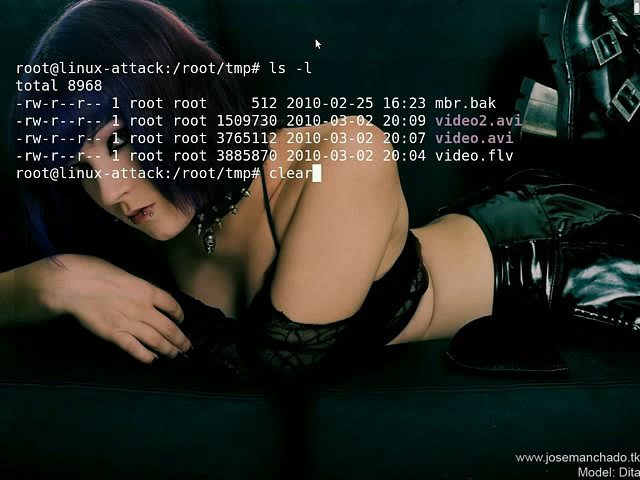 root@linux-attack:/root/tmp# ls -l
total 8968
-rw-r--r-- 1 root root     512 2010-02-25 16:23 mbr.bak
-rw-r--r-- 1 root root 1509730 2010-03-02 20:09 video2.avi
-rw-r--r-- 1 root root 3765112 2010-03-02 20:07 video.avi
-rw-r--r-- 1 root root 3885870 2010-03-02 20:04 video.flv
root@linux-attack:/root/tmp# clear
www.josemanchado.tk
Model: Dita